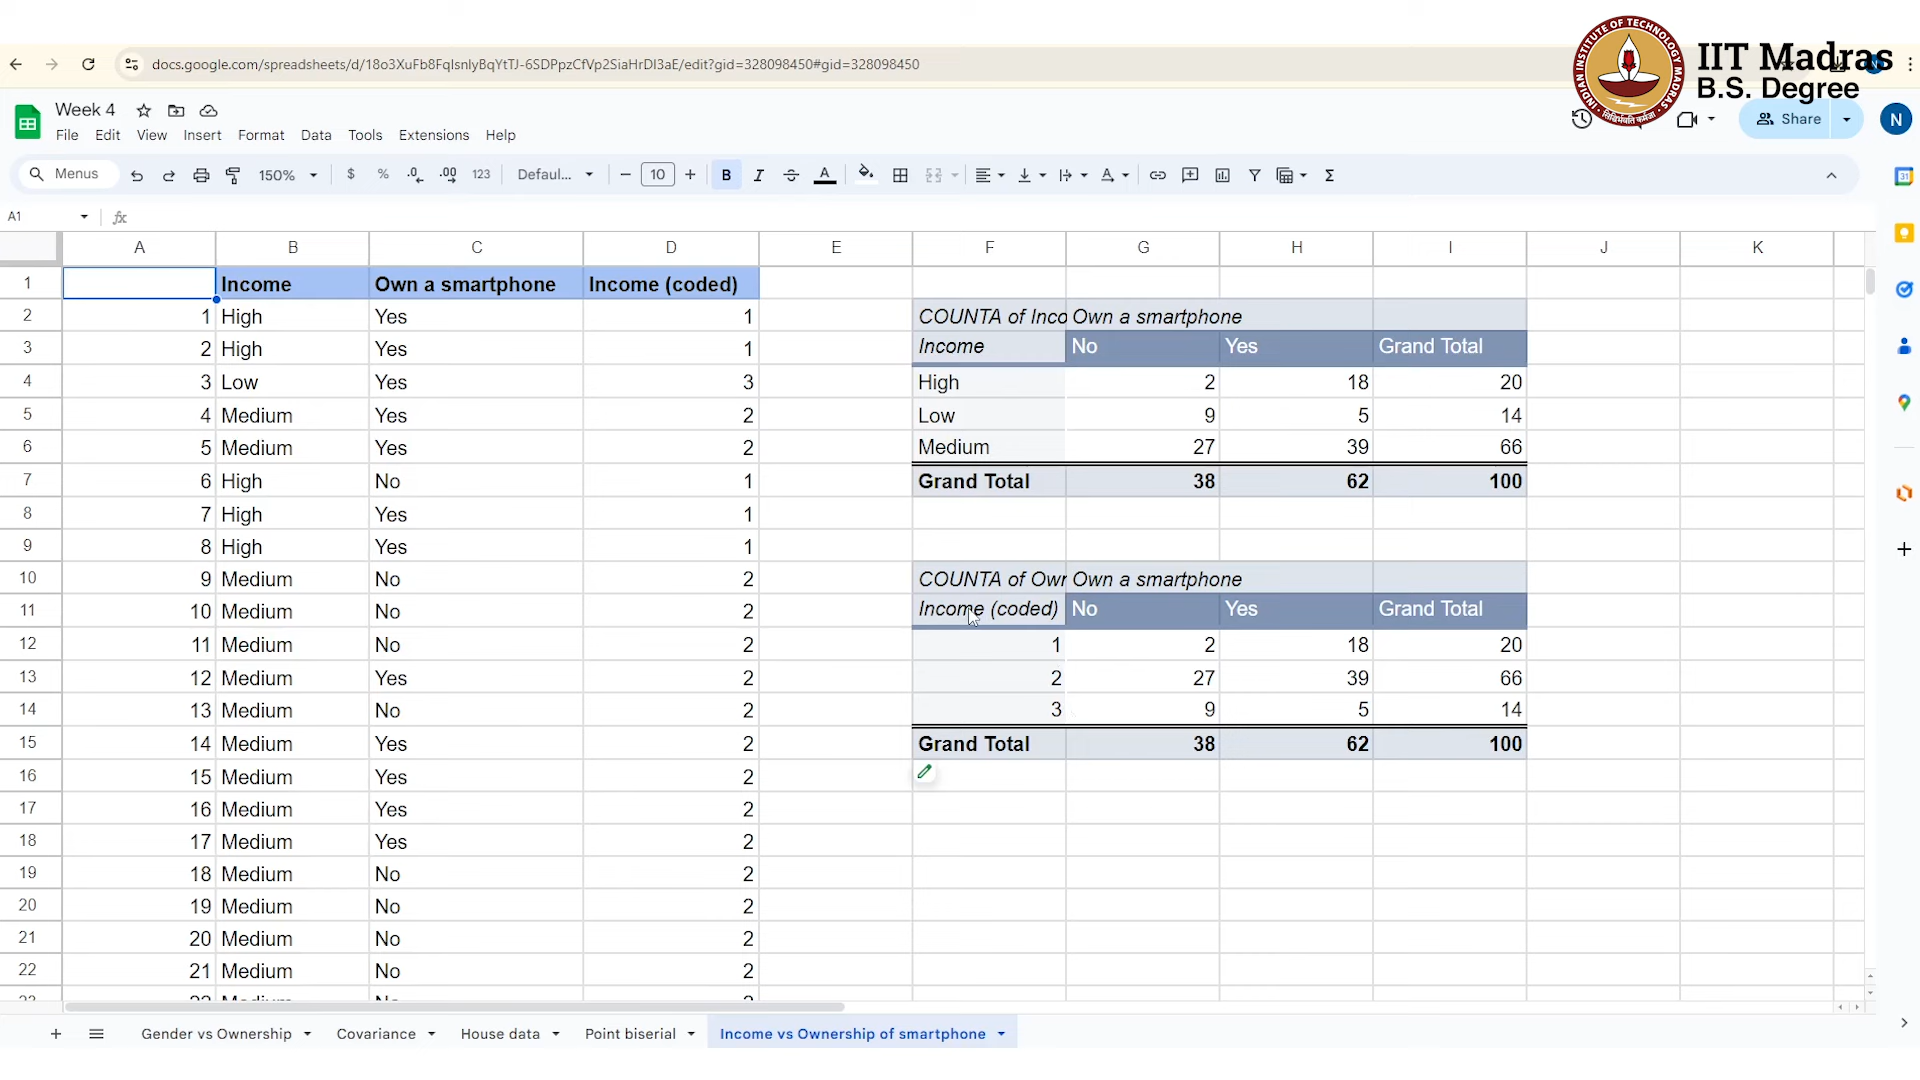 docs.google.com/spreadsheets/d/18o3XuFb8FqIsnlyBqYtTJ-6SDPpzCfVp2SiaHrDI3aE/edit?gid=328098450#gid=328098450
IIT Madras
B.S. Degree
Week 4
File Edit View Insert Format Data Tools Extensions Help
Share
N
Menus 150% $ % .0 .00 123 Defaul... 10 B I A
A1 fx
A B C D E F G H I J K
1 Income Own a smartphone Income (coded)
2 1 High Yes 1 COUNTA of Inco Own a smartphone
3 2 High Yes 1 Income No Yes Grand Total
4 3 Low Yes 3 High 2 18 20
5 4 Medium Yes 2 Low 9 5 14
6 5 Medium Yes 2 Medium 27 39 66
7 6 High No 1 Grand Total 38 62 100
8 7 High Yes 1
9 8 High Yes 1
10 9 Medium No 2 COUNTA of Owr Own a smartphone
11 10 Medium No 2 Income (coded) No Yes Grand Total
12 11 Medium No 2 1 2 18 20
13 12 Medium Yes 2 2 27 39 66
14 13 Medium No 2 3 9 5 14
15 14 Medium Yes 2 Grand Total 38 62 100
16 15 Medium Yes 2
17 16 Medium Yes 2
18 17 Medium Yes 2
19 18 Medium No 2
20 19 Medium No 2
21 20 Medium No 2
22 21 Medium No 2
Gender vs Ownership Covariance House data Point biserial Income vs Ownership of smartphone